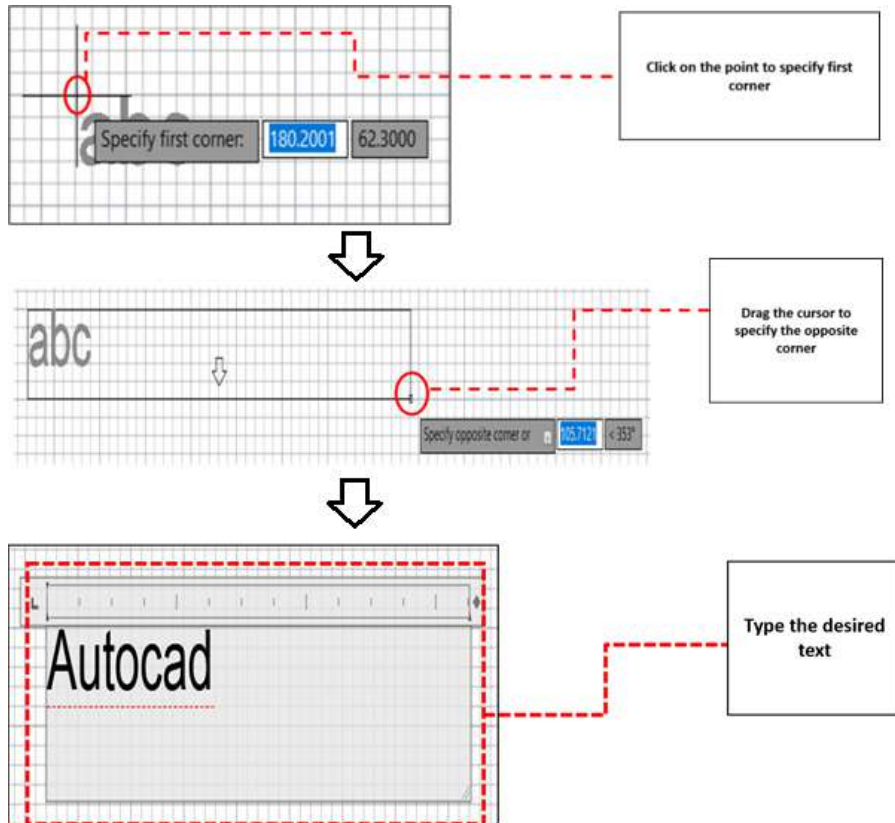 Click on the point to specify first
corner
abc
Specify first corner: 180.2001 62.3000
Drag the cursor to
specify the opposite
corner
abc
Specify opposite corner or 105.7121 < 353°
Type the desired
text
Autocad